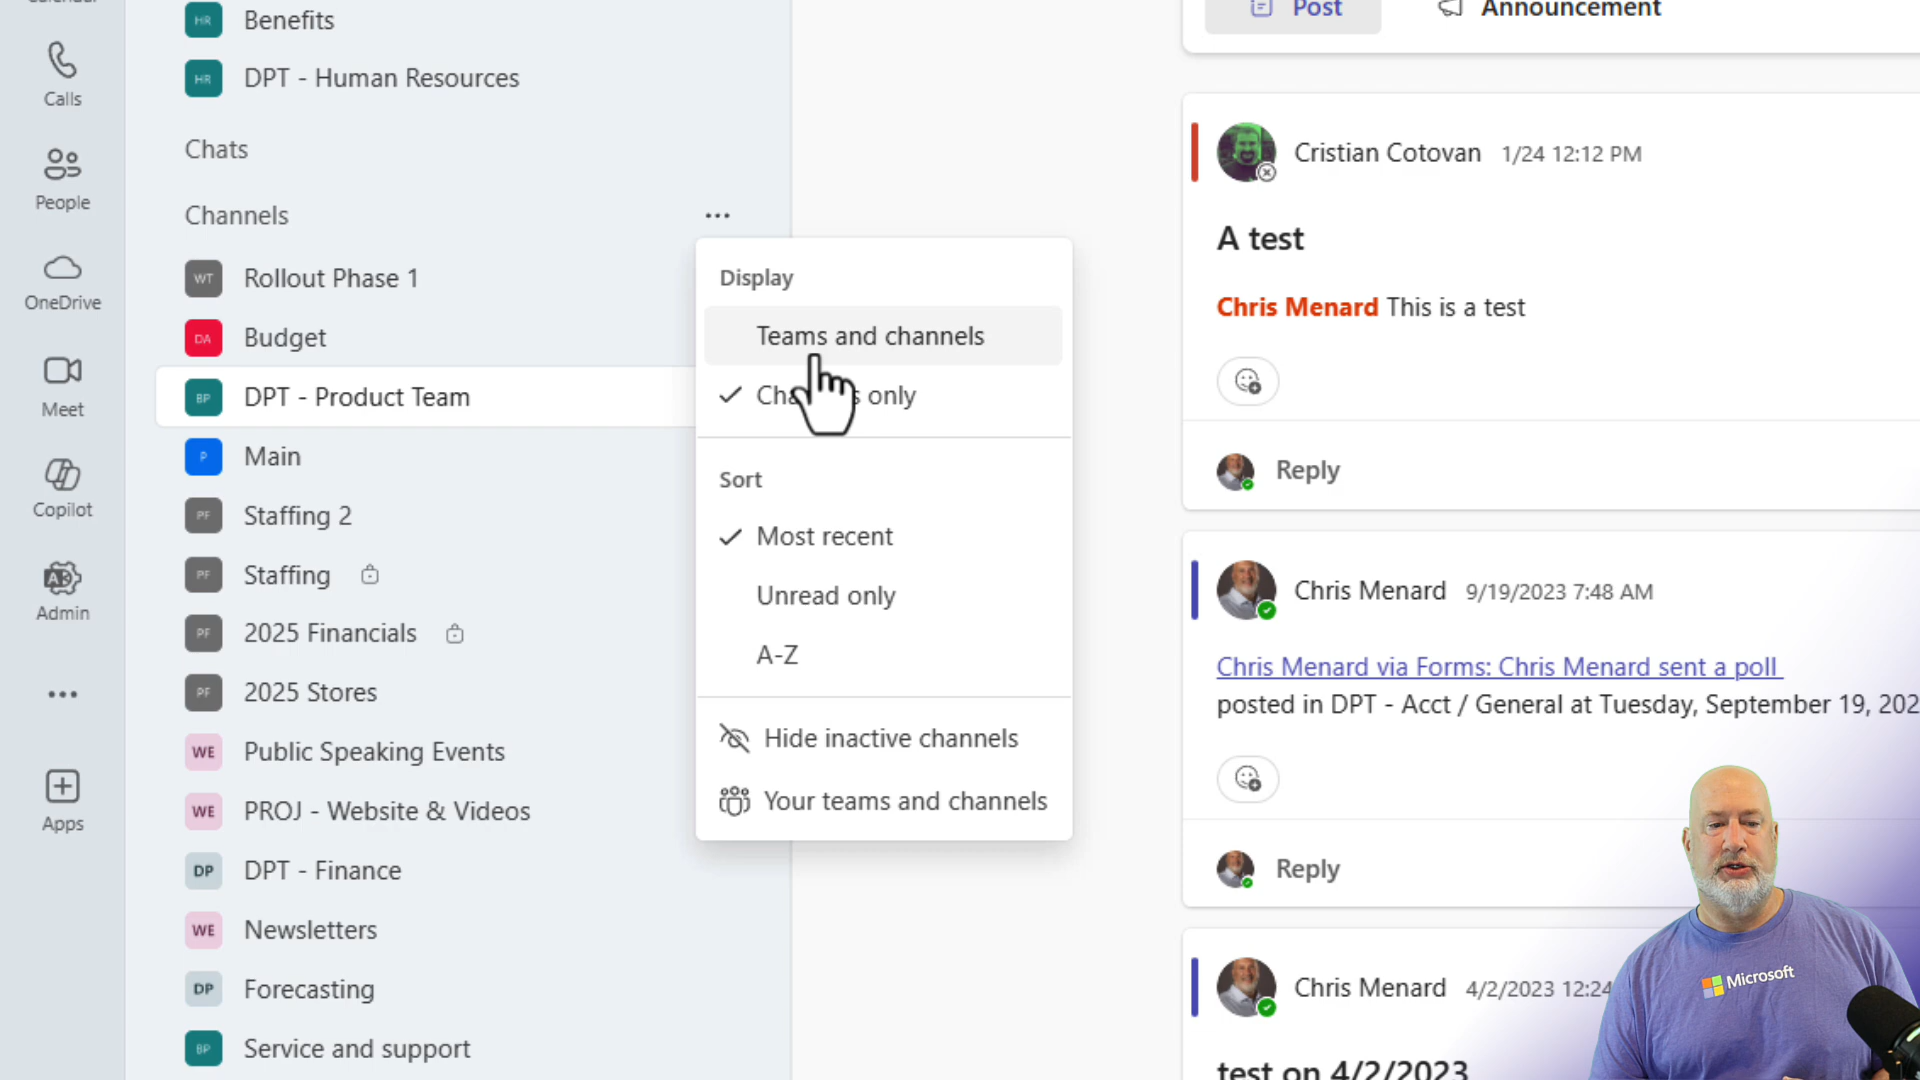 Calls
People
OneDrive
Meet
Copilot
Admin
Apps
HR Benefits
HR DPT - Human Resources
Chats
Channels
WT Rollout Phase 1
DA Budget
BP DPT - Product Team
P Main
PF Staffing 2
PF Staffing
PF 2025 Financials
PF 2025 Stores
WE Public Speaking Events
WE PROJ - Website & Videos
DP DPT - Finance
WE Newsletters
DP Forecasting
BP Service and support
Display
Teams and channels
only
Sort
Most recent
Unread only
A-Z
Hide inactive channels
Your teams and channels
Post Announcement
Cristian Cotovan 1/24 12:12 PM
A test
Chris Menard This is a test
Reply
Chris Menard 9/19/2023 7:48 AM
Chris Menard via Forms: Chris Menard sent a poll
posted in DPT - Acct / General at Tuesday, September 19, 202
Reply
Chris Menard 4/2/2023 12:24
test on 4/2/2023
Microsoft